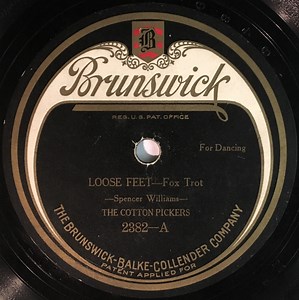 B
Brunswick
REG. U.S. PAT. OFFICE
For Dancing
LOOSE FEET—Fox Trot
—Spencer Williams—
THE COTTON PICKERS
2382—A
THE BRUNSWICK-BALKE-COLLENDER COMPANY
PATENT APPLIED FOR